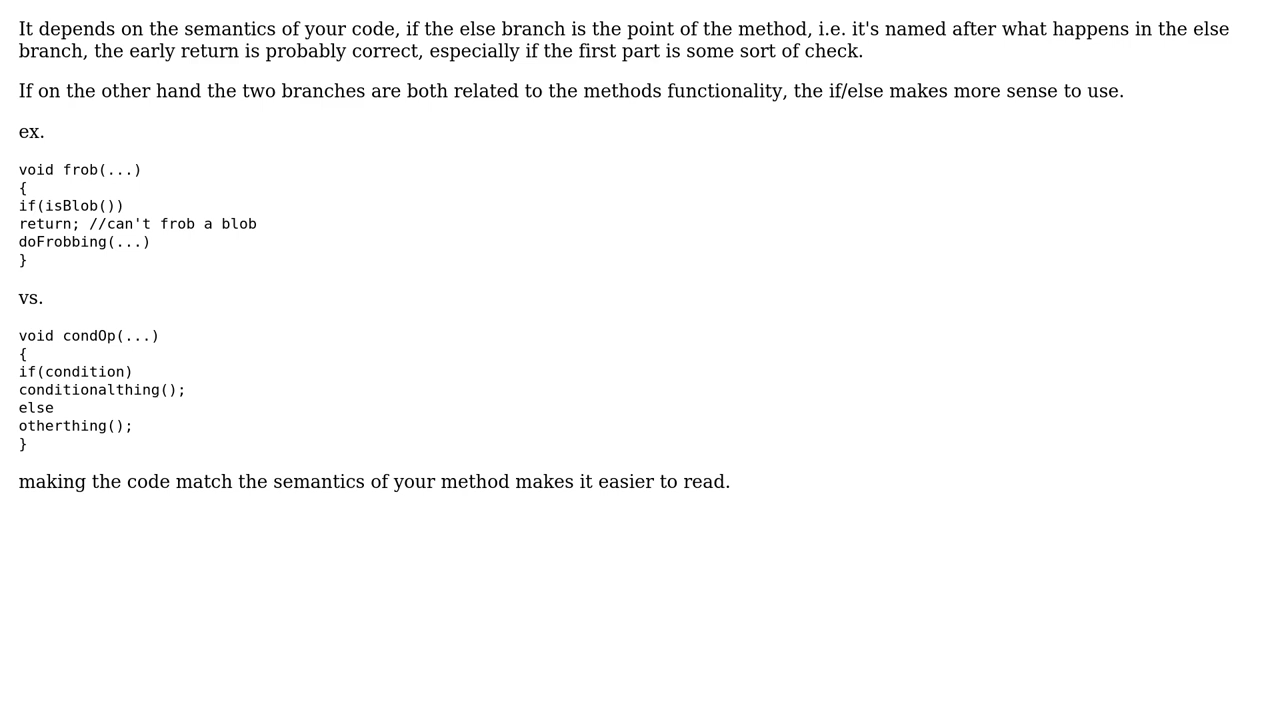 It depends on the semantics of your code, if the else branch is the point of the method, i.e. it's named after what happens in the else
branch, the early return is probably correct, especially if the first part is some sort of check.
If on the other hand the two branches are both related to the methods functionality, the if/else makes more sense to use.
ex.
void frob(...)
{
if(isBlob())
return; //can't frob a blob
doFrobbing(...)
}
vs.
void condOp(...)
{
if(condition)
conditionalthing();
else
otherthing();
}
making the code match the semantics of your method makes it easier to read.